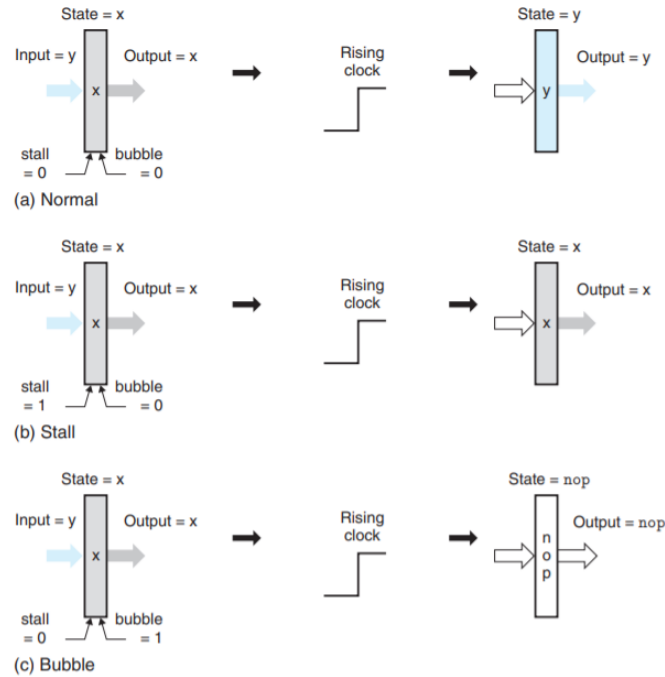 State = x
State = y
Input = y
Output = x
Rising
clock
Output = y
x
y
stall
= 0
bubble
= 0
(a) Normal
State = x
State = x
Input = y
Output = x
Rising
clock
Output = x
x
x
stall
= 1
bubble
= 0
(b) Stall
State = x
State = nop
Input = y
Output = x
Rising
clock
Output = nop
x
n
o
p
stall
= 0
bubble
= 1
(c) Bubble